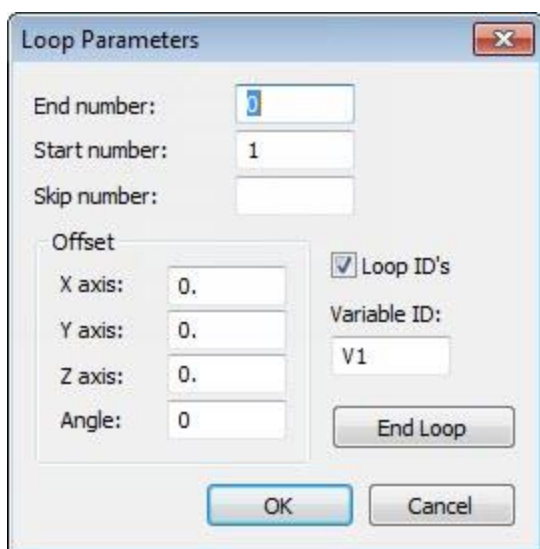 Loop Parameters
End number: 0
Start number: 1
Skip number:
Offset
X axis: 0.
Y axis: 0.
Z axis: 0.
Angle: 0
Loop ID's
Variable ID:
V1
End Loop
OK Cancel